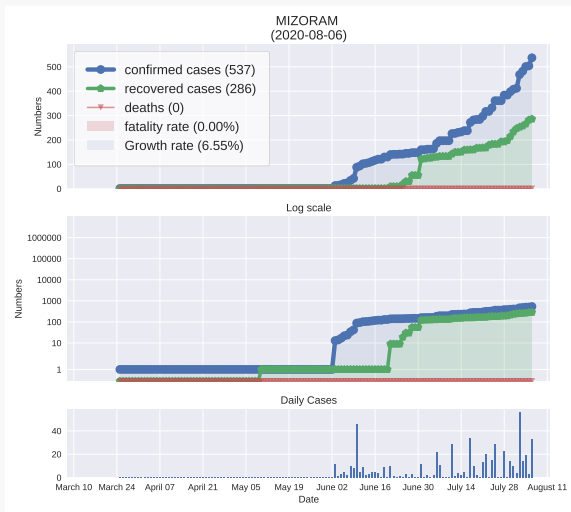 MIZORAM
(2020-08-06)
confirmed cases (537)
recovered cases (286)
deaths (0)
fatality rate (0.00%)
Growth rate (6.55%)
Numbers
500
400
300
200
100
0
Log scale
Numbers
1000000
100000
10000
1000
100
10
1
Daily Cases
40
20
0
March 10 March 24 April 07 April 21 May 05 May 19 June 02 June 16 June 30 July 14 July 28 August 11
Date